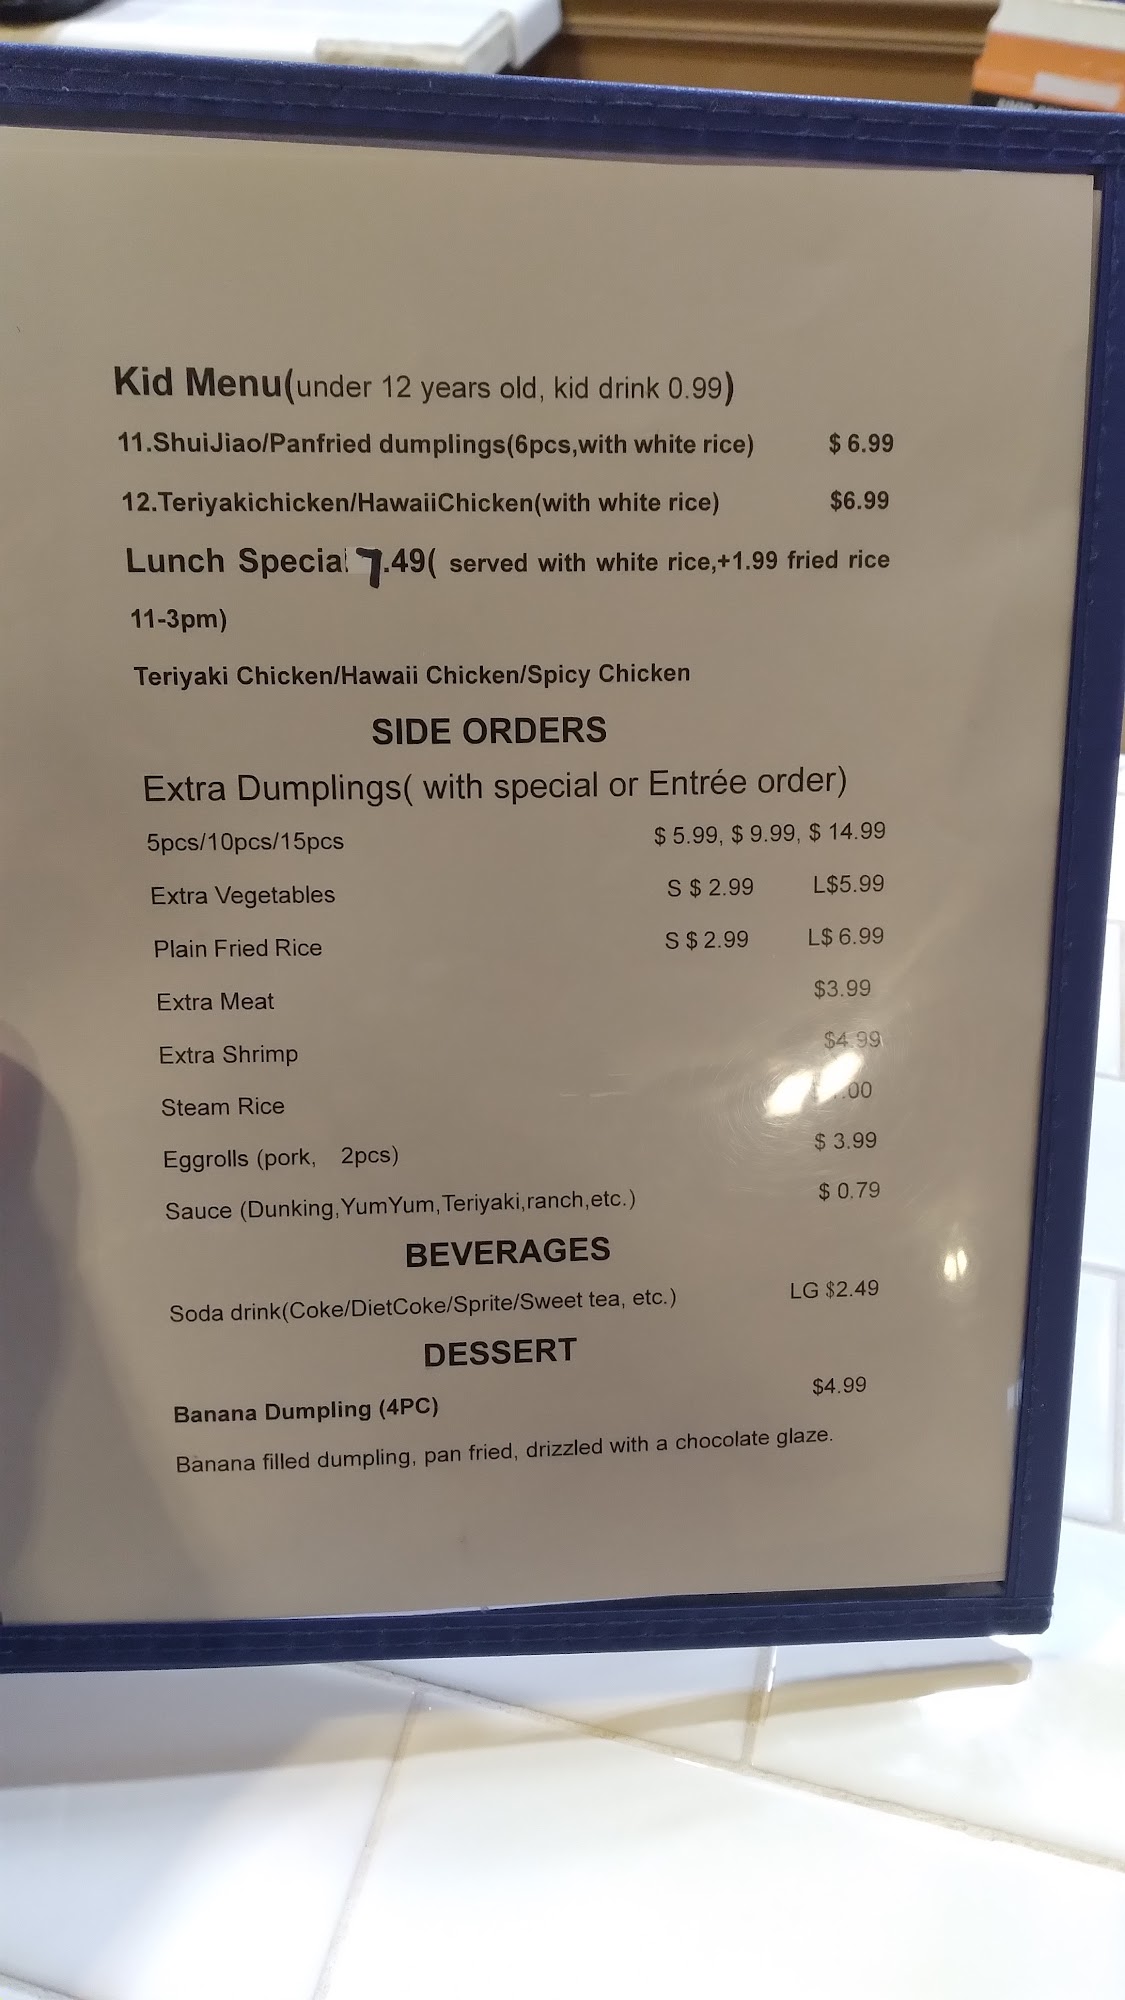 Kid Menu(under 12 years old, kid drink 0.99)
11.ShuiJiao/Panfried dumplings(6pcs,with white rice) $ 6.99
12.Teriyakichicken/HawaiiChicken(with white rice) $6.99
Lunch Special 7.49( served with white rice,+1.99 fried rice
11-3pm)
Teriyaki Chicken/Hawaii Chicken/Spicy Chicken
SIDE ORDERS
Extra Dumplings( with special or Entrée order)
5pcs/10pcs/15pcs $ 5.99, $ 9.99, $ 14.99
Extra Vegetables S $ 2.99 L$5.99
Plain Fried Rice S $ 2.99 L$ 6.99
Extra Meat $3.99
Extra Shrimp $4.99
Steam Rice
Eggrolls (pork, 2pcs) $ 3.99
Sauce (Dunking,YumYum,Teriyaki,ranch,etc.) $ 0.79
BEVERAGES
Soda drink(Coke/DietCoke/Sprite/Sweet tea, etc.) LG $2.49
DESSERT
Banana Dumpling (4PC) $4.99
Banana filled dumpling, pan fried, drizzled with a chocolate glaze.